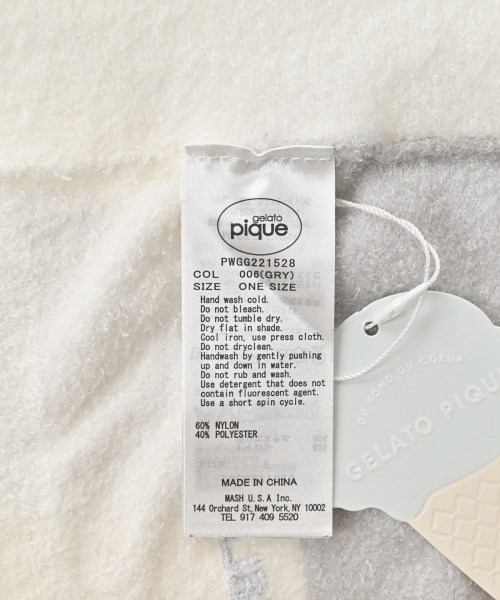 gelato
pique
PWGG221528
COL 006(GRY)
SIZE ONE SIZE
Hand wash cold.
Do not bleach.
Do not tumble dry.
Dry flat in shade.
Cool iron, use press cloth.
Do not dryclean.
Handwash by gently pushing
up and down in water.
Do not rub and wash.
Use detergent that does not
contain fluorescent agent.
Use a short spin cycle.
60% NYLON
40% POLYESTER
MADE IN CHINA
MASH U.S.A Inc.
144 Orchard St, New York, NY 10002
TEL 917 409 5520
GELATO PIQUE